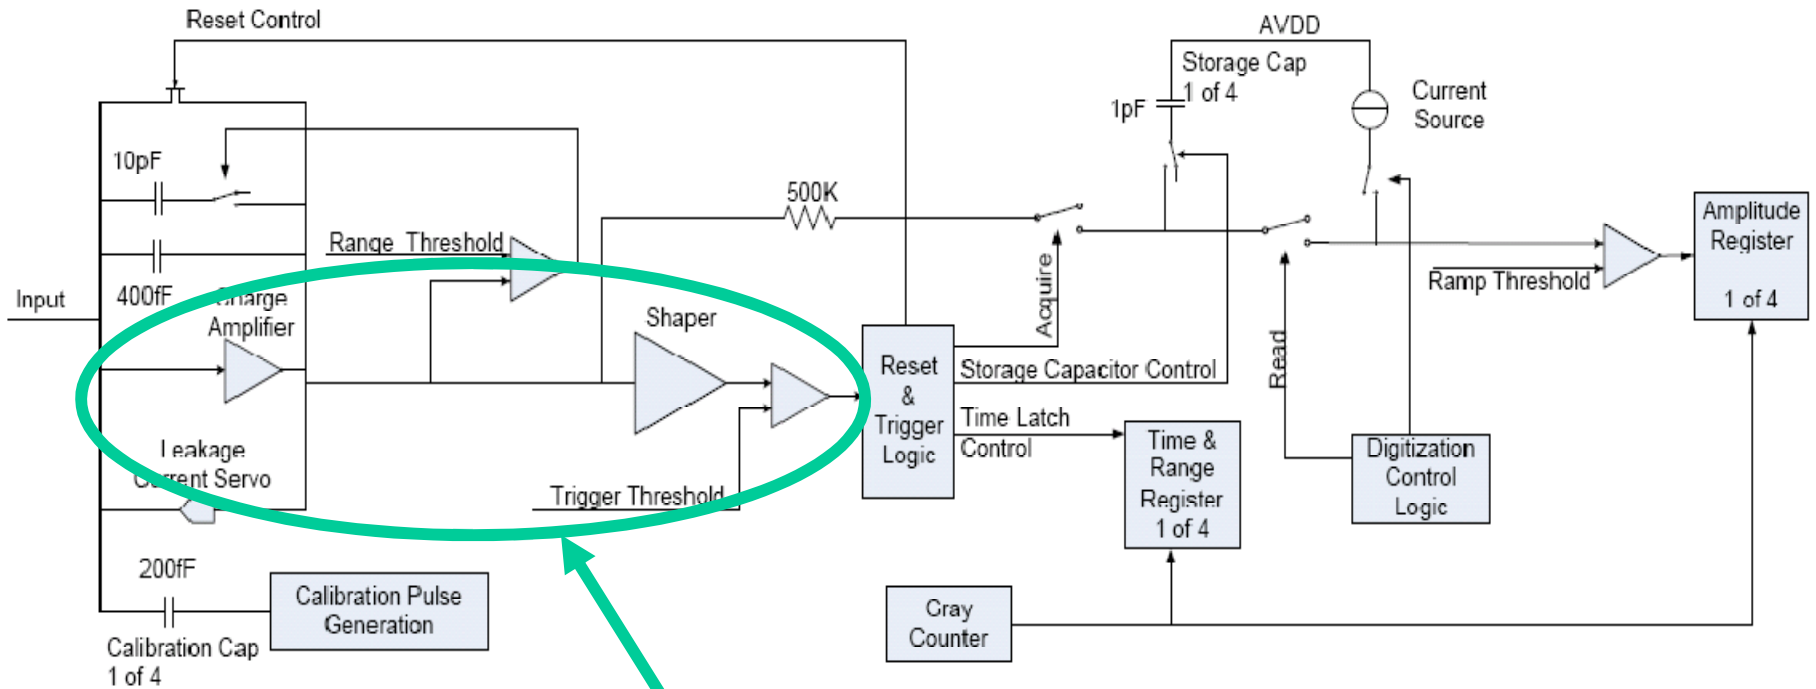 Reset Control
AVDD
Storage Cap
1 of 4
1pF
Current
Source
10pF
500K
Range Threshold
Amplitude
Register
1 of 4
Ramp Threshold
Input
400fF
Charge
Amplifier
Shaper
Acquire
Read
Reset
&
Trigger
Logic
Storage Capacitor Control
Time Latch
Control
Time &
Range
Register
1 of 4
Digitization
Control
Logic
Leakage
Current Servo
Trigger Threshold
200fF
Calibration Pulse
Generation
Calibration Cap
1 of 4
Gray
Counter